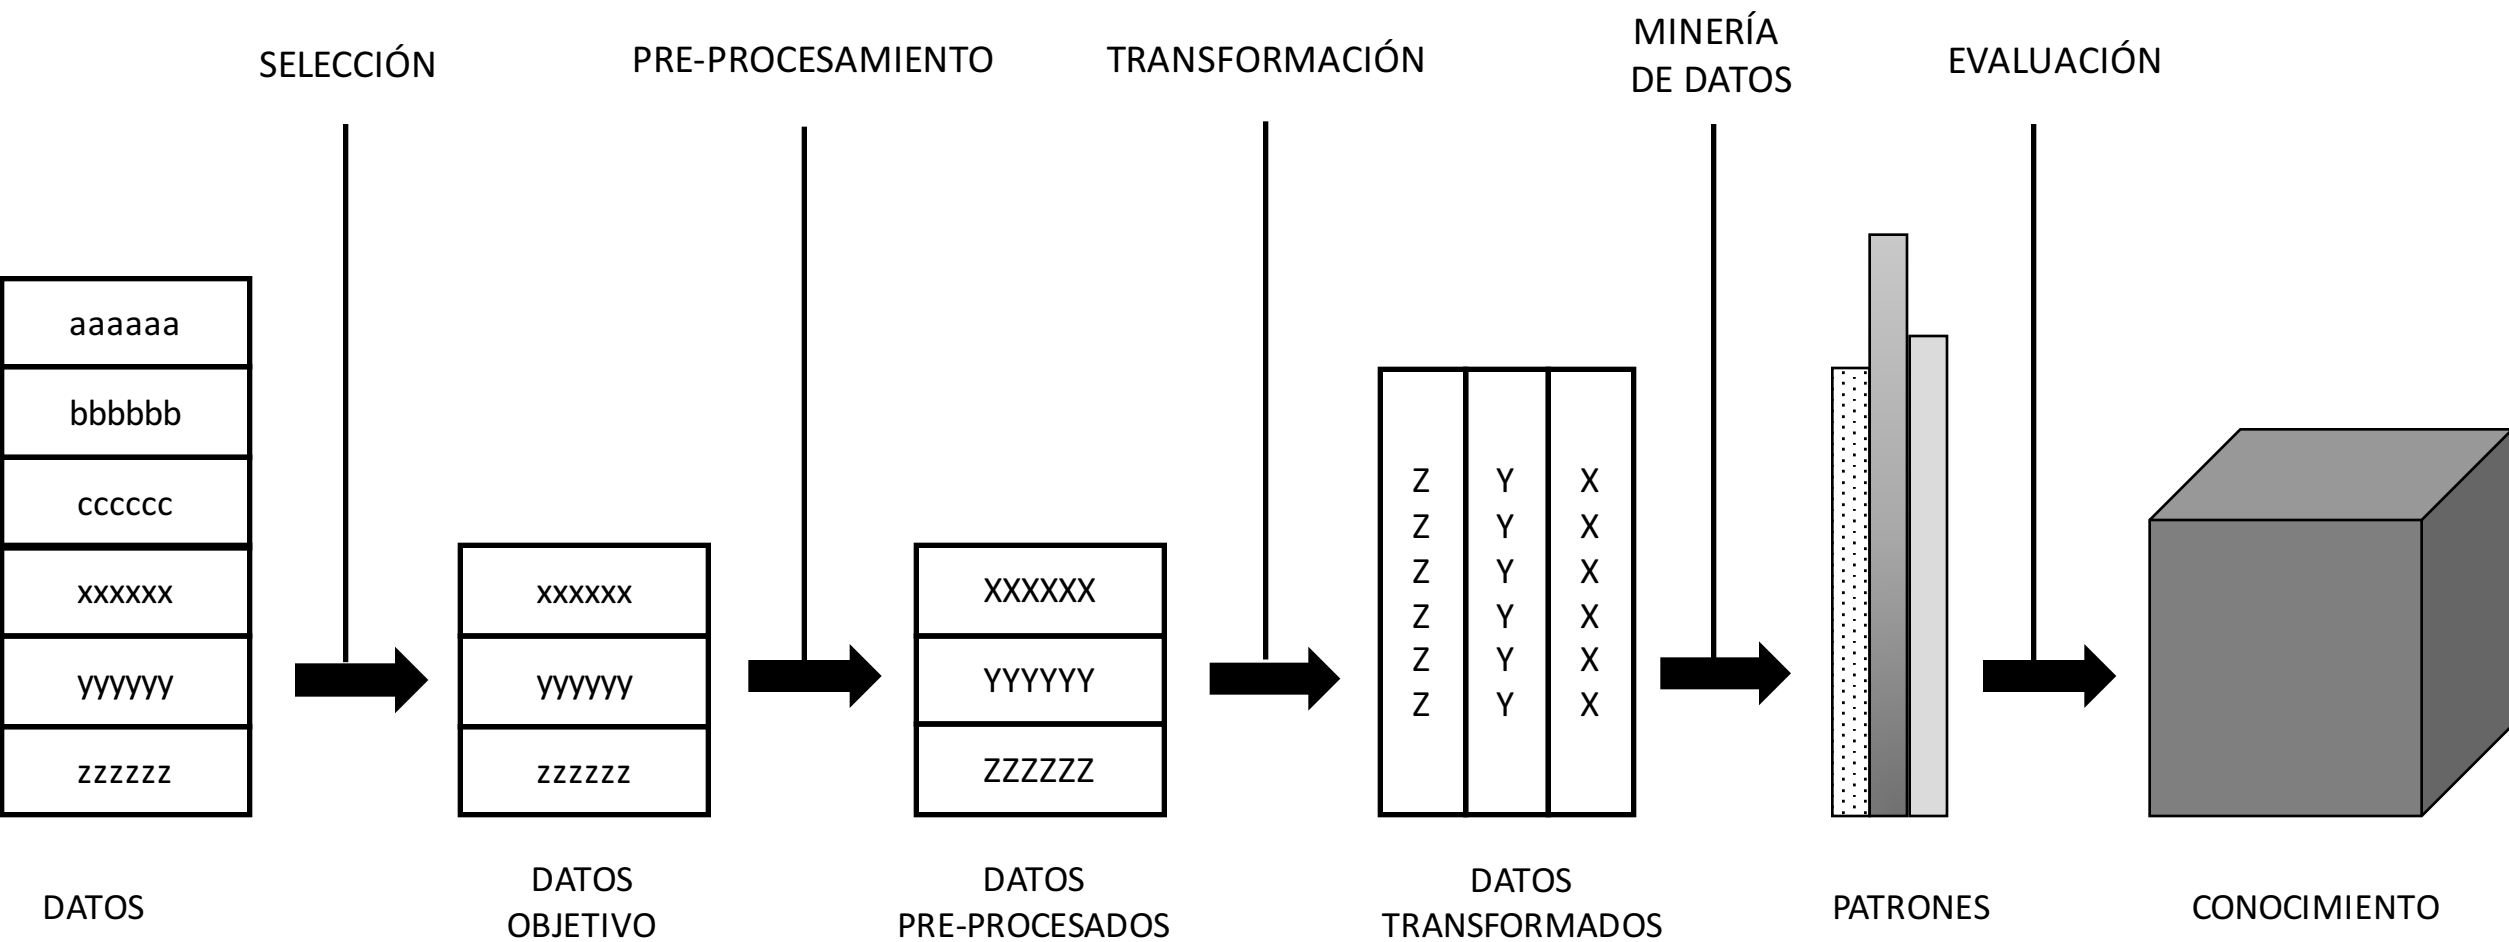 SELECCIÓN
PRE-PROCESAMIENTO
TRANSFORMACIÓN
MINERÍA
DE DATOS
EVALUACIÓN
aaaaaa
bbbbbb
cccccc
xxxxxx
yyyyyy
zzzzzz
xxxxxx
yyyyyy
zzzzzz
XXXXXX
YYYYYY
ZZZZZZ
Z Y X
Z Y X
Z Y X
Z Y X
Z Y X
Z Y X
DATOS
DATOS
OBJETIVO
DATOS
PRE-PROCESADOS
DATOS
TRANSFORMADOS
PATRONES
CONOCIMIENTO